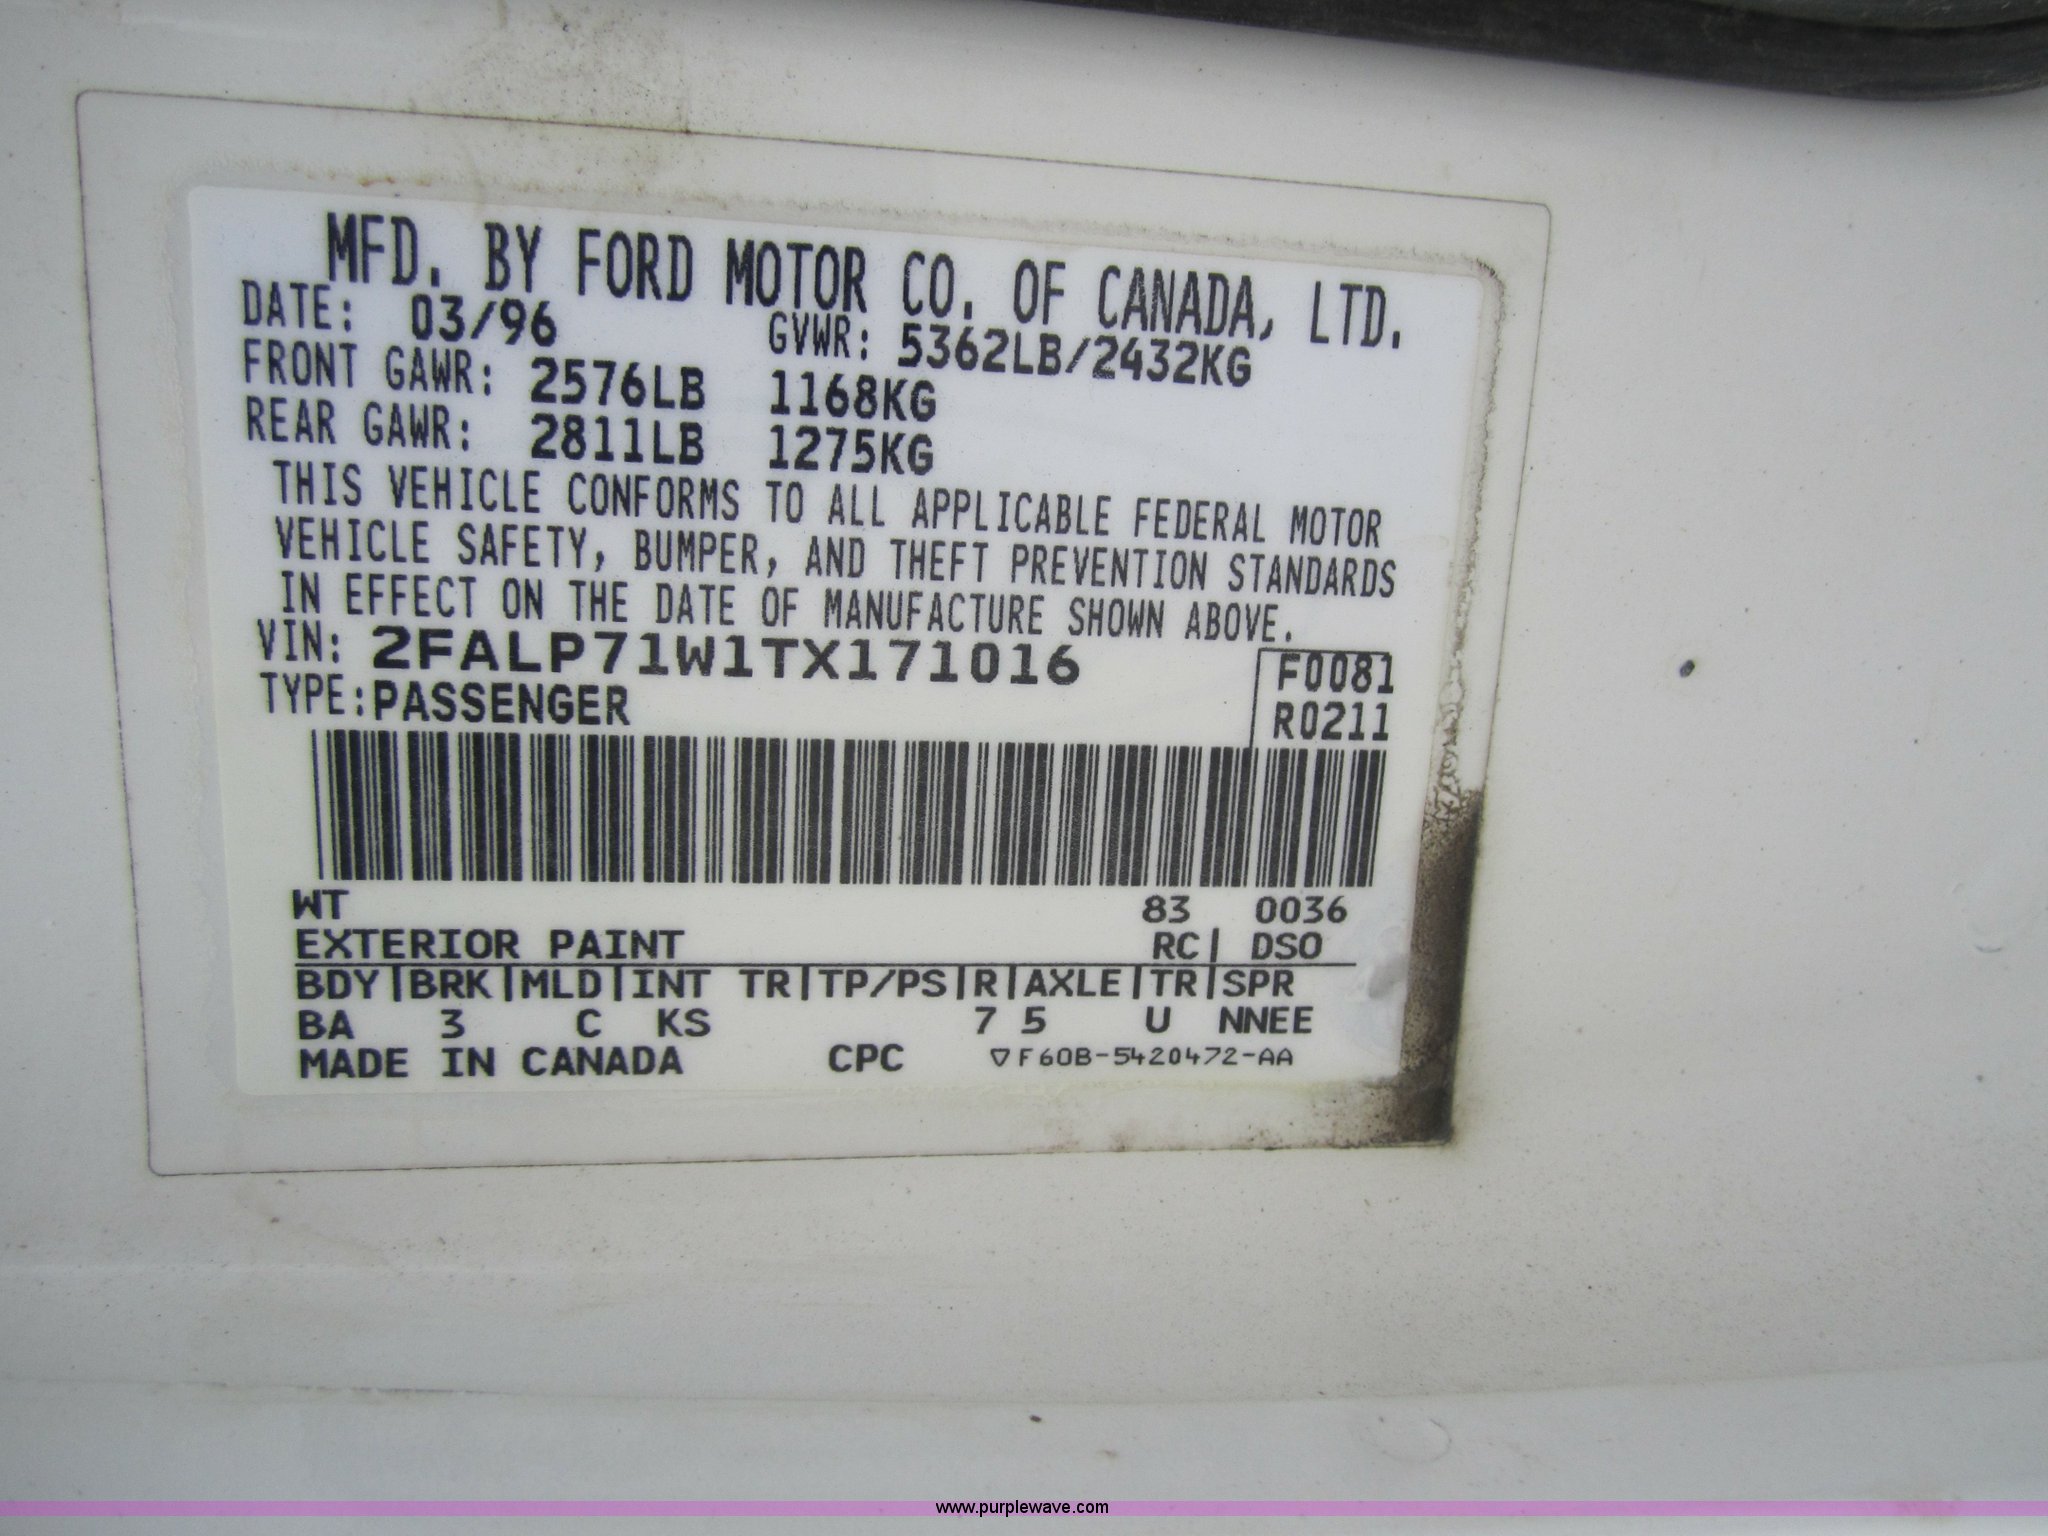 MFD. BY FORD MOTOR CO. OF CANADA, LTD.
DATE: 03/96 GVWR: 5362LB/2432KG
FRONT GAWR: 2576LB 1168KG
REAR GAWR: 2811LB 1275KG
THIS VEHICLE CONFORMS TO ALL APPLICABLE FEDERAL MOTOR
VEHICLE SAFETY, BUMPER, AND THEFT PREVENTION STANDARDS
IN EFFECT ON THE DATE OF MANUFACTURE SHOWN ABOVE.
VIN: 2FALP71W1TX171016 F0081
TYPE: PASSENGER R0211
WT 83 0036
EXTERIOR PAINT RC| DSO
BDY|BRK|MLD|INT TR|TP/PS|R|AXLE|TR|SPR
BA 3 C KS 7 5 U NNEE
MADE IN CANADA CPC ▽F60B-5420472-AA
www.purplewave.com